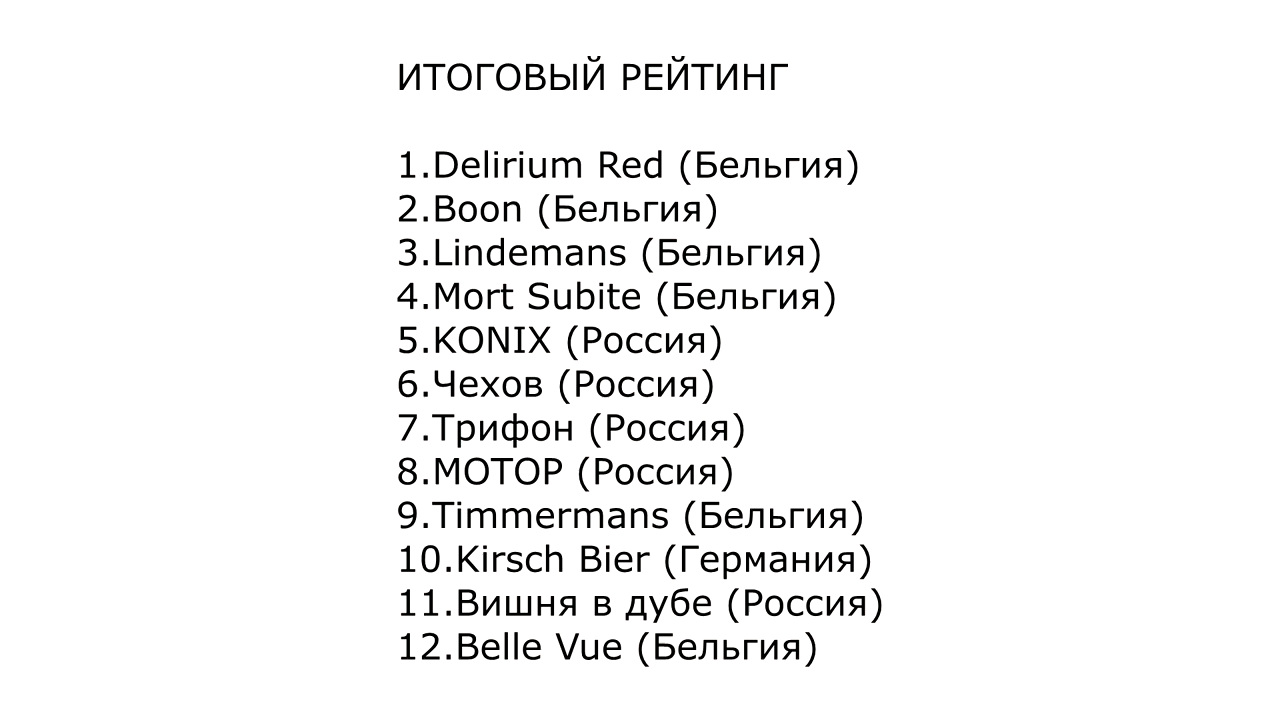 ИТОГОВЫЙ РЕЙТИНГ
1.Delirium Red (Бельгия)
2.Boon (Бельгия)
3.Lindemans (Бельгия)
4.Mort Subite (Бельгия)
5.KONIX (Россия)
6.Чехов (Россия)
7.Трифон (Россия)
8.МОТОР (Россия)
9.Timmermans (Бельгия)
10.Kirsch Bier (Германия)
11.Вишня в дубе (Россия)
12.Belle Vue (Бельгия)